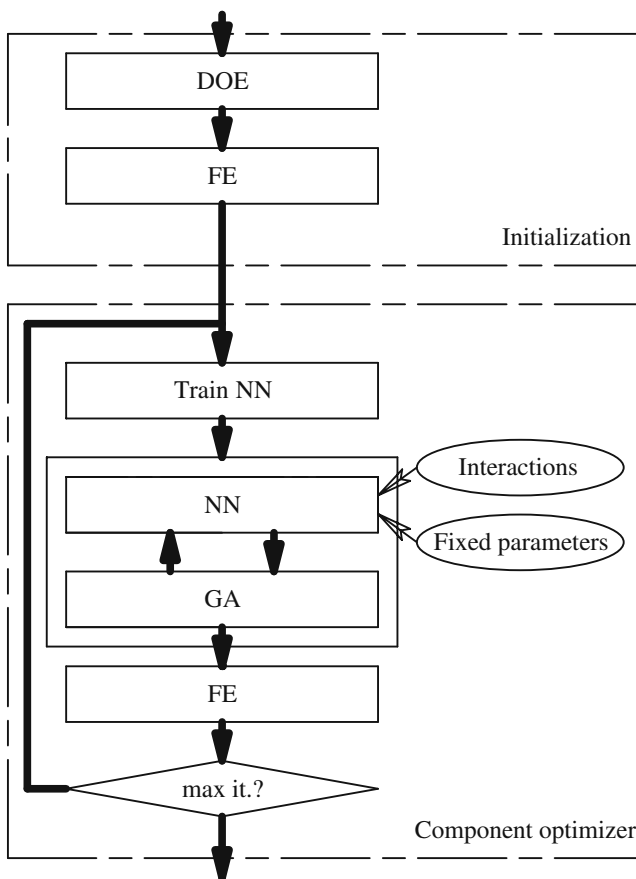 DOE
FE
Initialization
Train NN
Interactions
NN
Fixed parameters
GA
FE
max it.?
Component optimizer